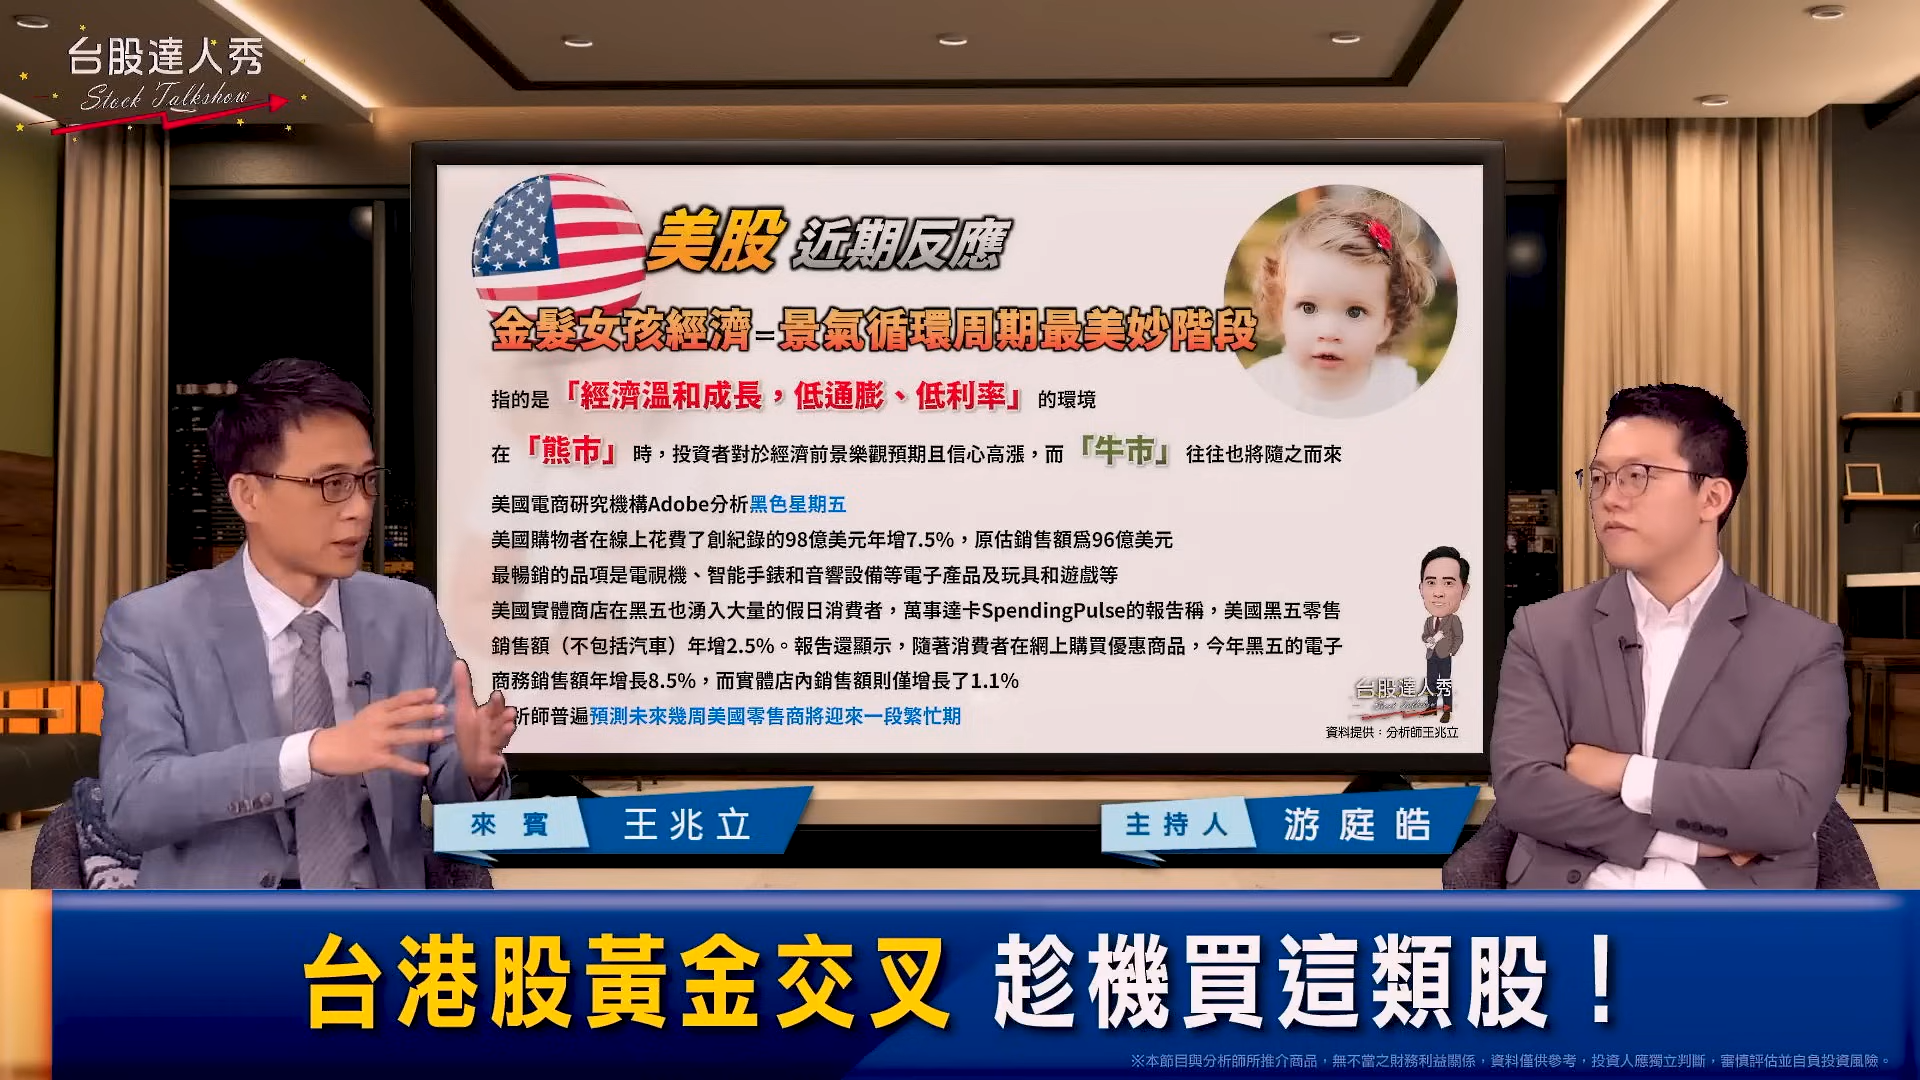 台股達人秀
Stock Talkshow
美股 近期反應
金髮女孩經濟=景氣循環周期最美妙階段
指的是「經濟溫和成長，低通膨、低利率」的環境
在「熊市」時，投資者對於經濟前景樂觀預期且信心高漲，而「牛市」往往也將隨之而來
美國電商研究機構Adobe分析黑色星期五
美國購物者在線上花費了創紀錄的98億美元年增7.5%，原估銷售額為96億美元
最暢銷的品項是電視機、智能手錶和音響設備等電子產品及玩具和遊戲等
美國實體商店在黑五也湧入大量的假日消費者，萬事達卡SpendingPulse的報告稱，美國黑五零售
銷售額（不包括汽車）年增2.5%。報告還顯示，隨著消費者在網上購買優惠商品，今年黑五的電子
商務銷售額年增長8.5%，而實體店內銷售額則僅增長了1.1%
析師普遍預測未來幾周美國零售商將迎來一段繁忙期
台股達人秀
Stock Talkshow
資料提供：分析師王兆立
來賓 王兆立
主持人 游庭皓
台港股黃金交叉 趁機買這類股！
※本節目與分析師所推介商品，無不當之財務利益關係，資料僅供參考，投資人應獨立判斷，審慎評估並自負投資風險。